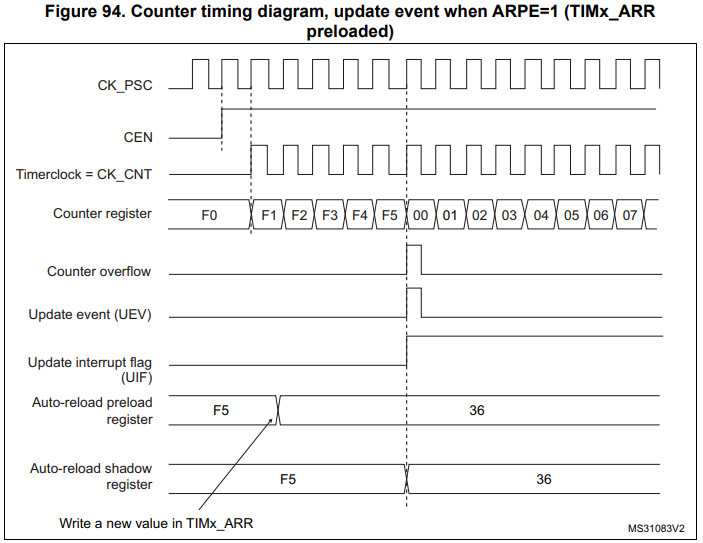 Figure 94. Counter timing diagram, update event when ARPE=1 (TIMx_ARR
preloaded)
CK_PSC
CEN
Timerclock = CK_CNT
Counter register
F0 F1 F2 F3 F4 F5 00 01 02 03 04 05 06 07
Counter overflow
Update event (UEV)
Update interrupt flag
(UIF)
Auto-reload preload
register
F5 36
Auto-reload shadow
register
F5 36
Write a new value in TIMx_ARR
MS31083V2